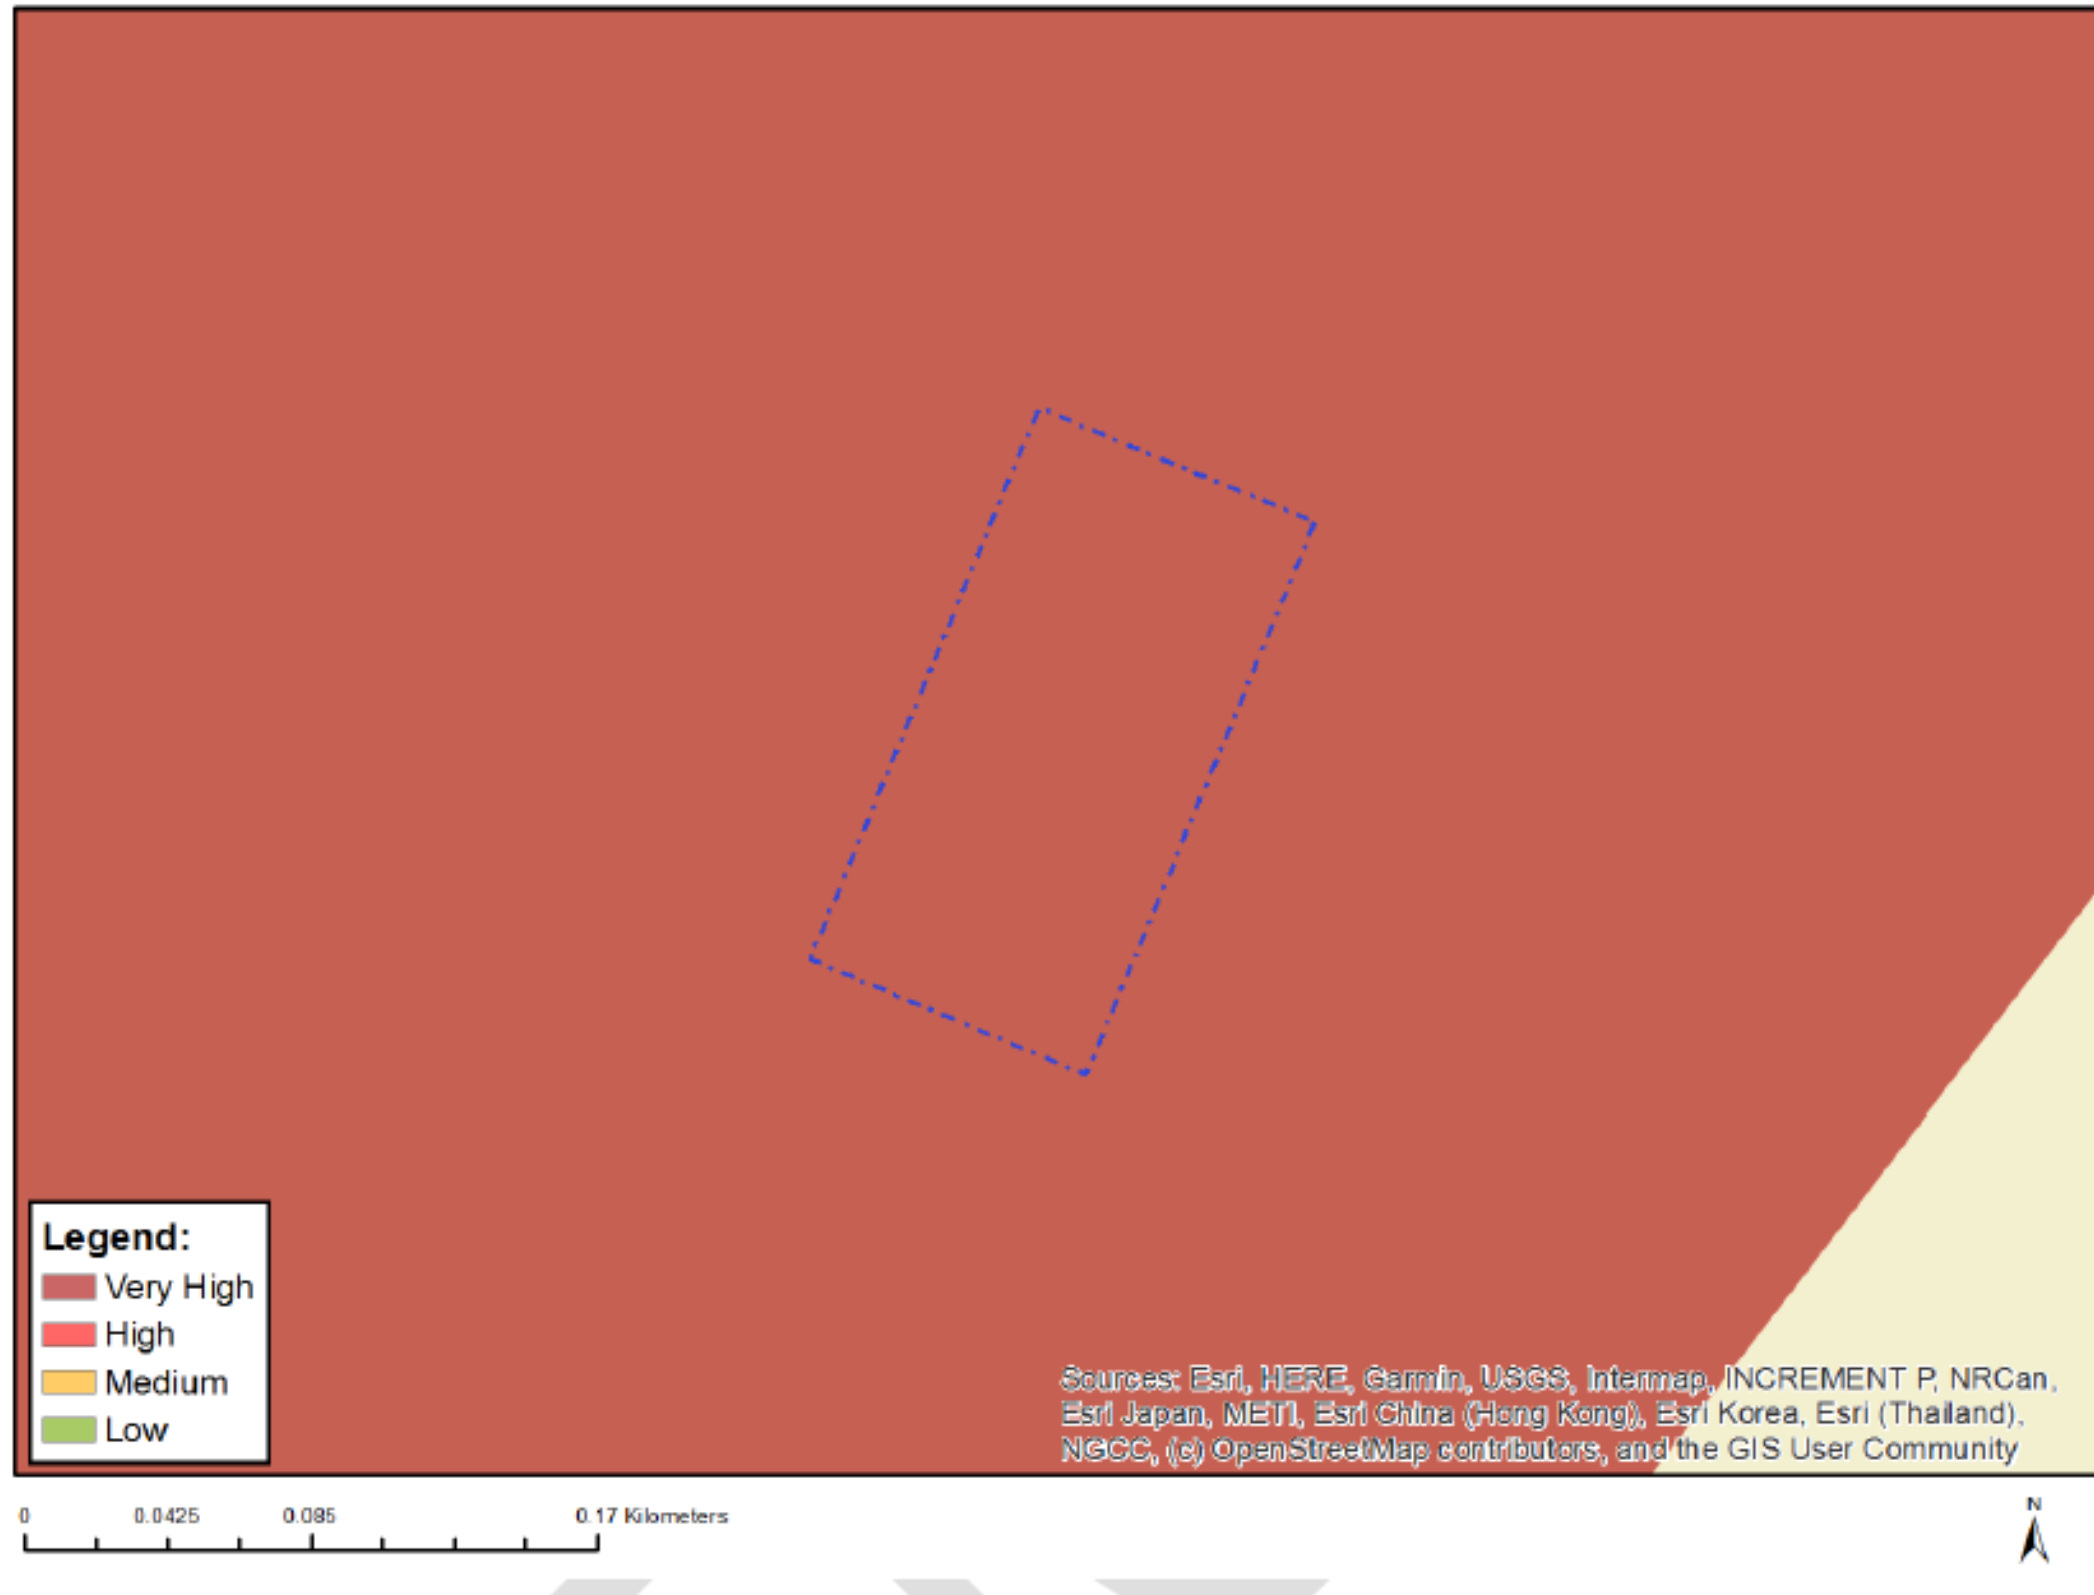 Legend:
Very High
High
Medium
Low
Sources: Esri, HERE, Garmin, USGS, Intermap, INCREMENT P, NRCan,
Esri Japan, METI, Esri China (Hong Kong), Esri Korea, Esri (Thailand),
NGCC, (c) OpenStreetMap contributors, and the GIS User Community
0 0.0425 0.085 0.17 Kilometers
N